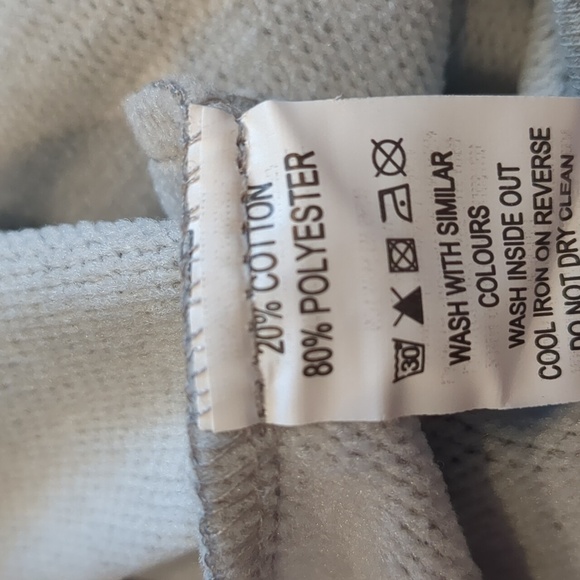 20% COTTON
80% POLYESTER
30
WASH WITH SIMILAR
COLOURS
WASH INSIDE OUT
COOL IRON ON REVERSE
DO NOT DRY CLEAN